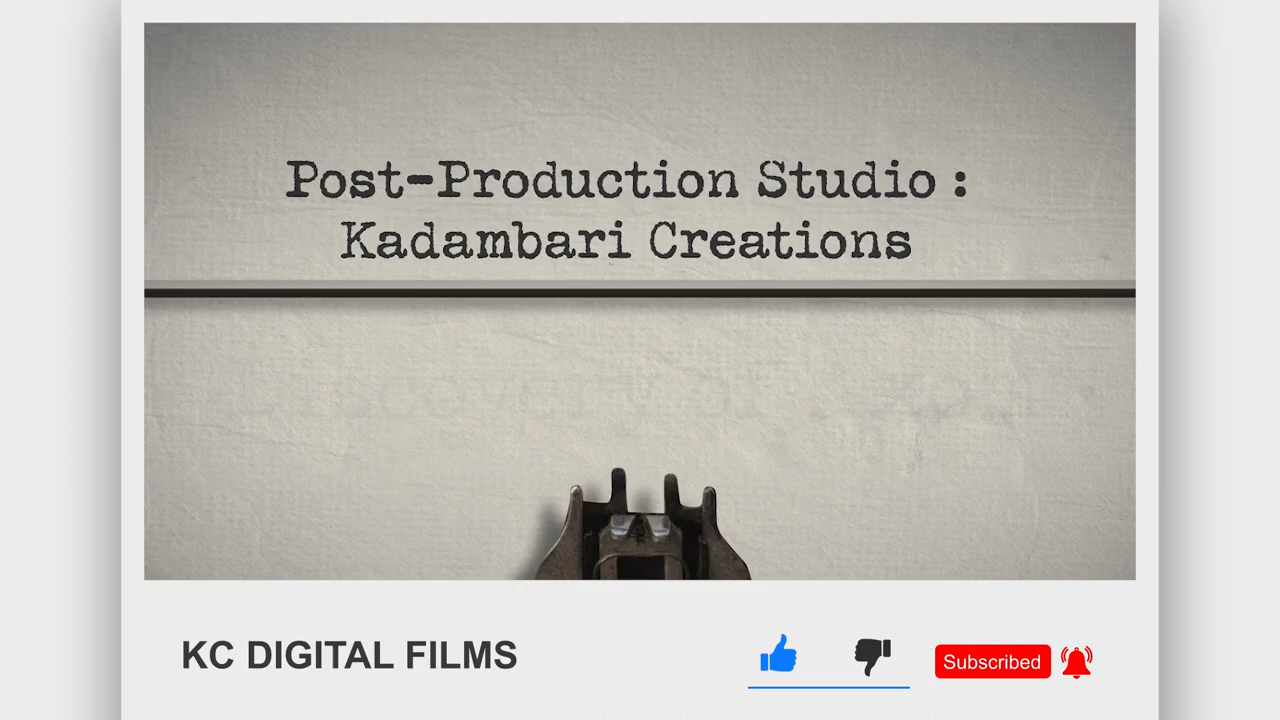 Post-Production Studio :
Kadambari Creations
KC DIGITAL FILMS
Subscribed